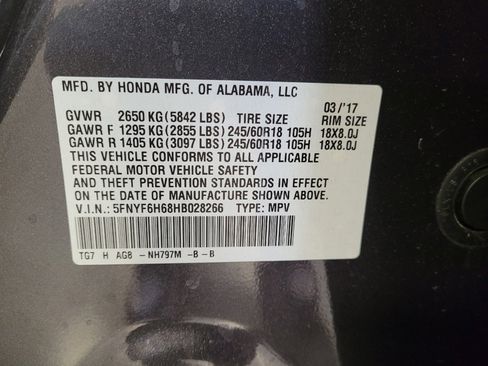 MFD. BY HONDA MFG. OF ALABAMA, LLC
03/'17
GVWR 2650 KG (5842 LBS) TIRE SIZE RIM SIZE
GAWR F 1295 KG (2855 LBS) 245/60R18 105H 18X8.0J
GAWR R 1405 KG (3097 LBS) 245/60R18 105H 18X8.0J
THIS VEHICLE CONFORMS TO ALL APPLICABLE
FEDERAL MOTOR VEHICLE SAFETY
AND THEFT PREVENTION STANDARDS IN EFFECT
ON THE DATE OF MANUFACTURE SHOWN ABOVE.
V.I.N.: 5FNYF6H68HB028266 TYPE: MPV
TG7 H AG8 -NH797M -B -B